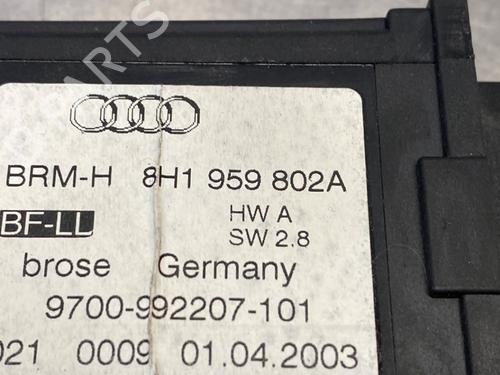 PARTS
BRM-H 8H1 959 802A
BF-LL HW A
SW 2.8
brose Germany
9700-992207-101
021 0009 01.04.2003